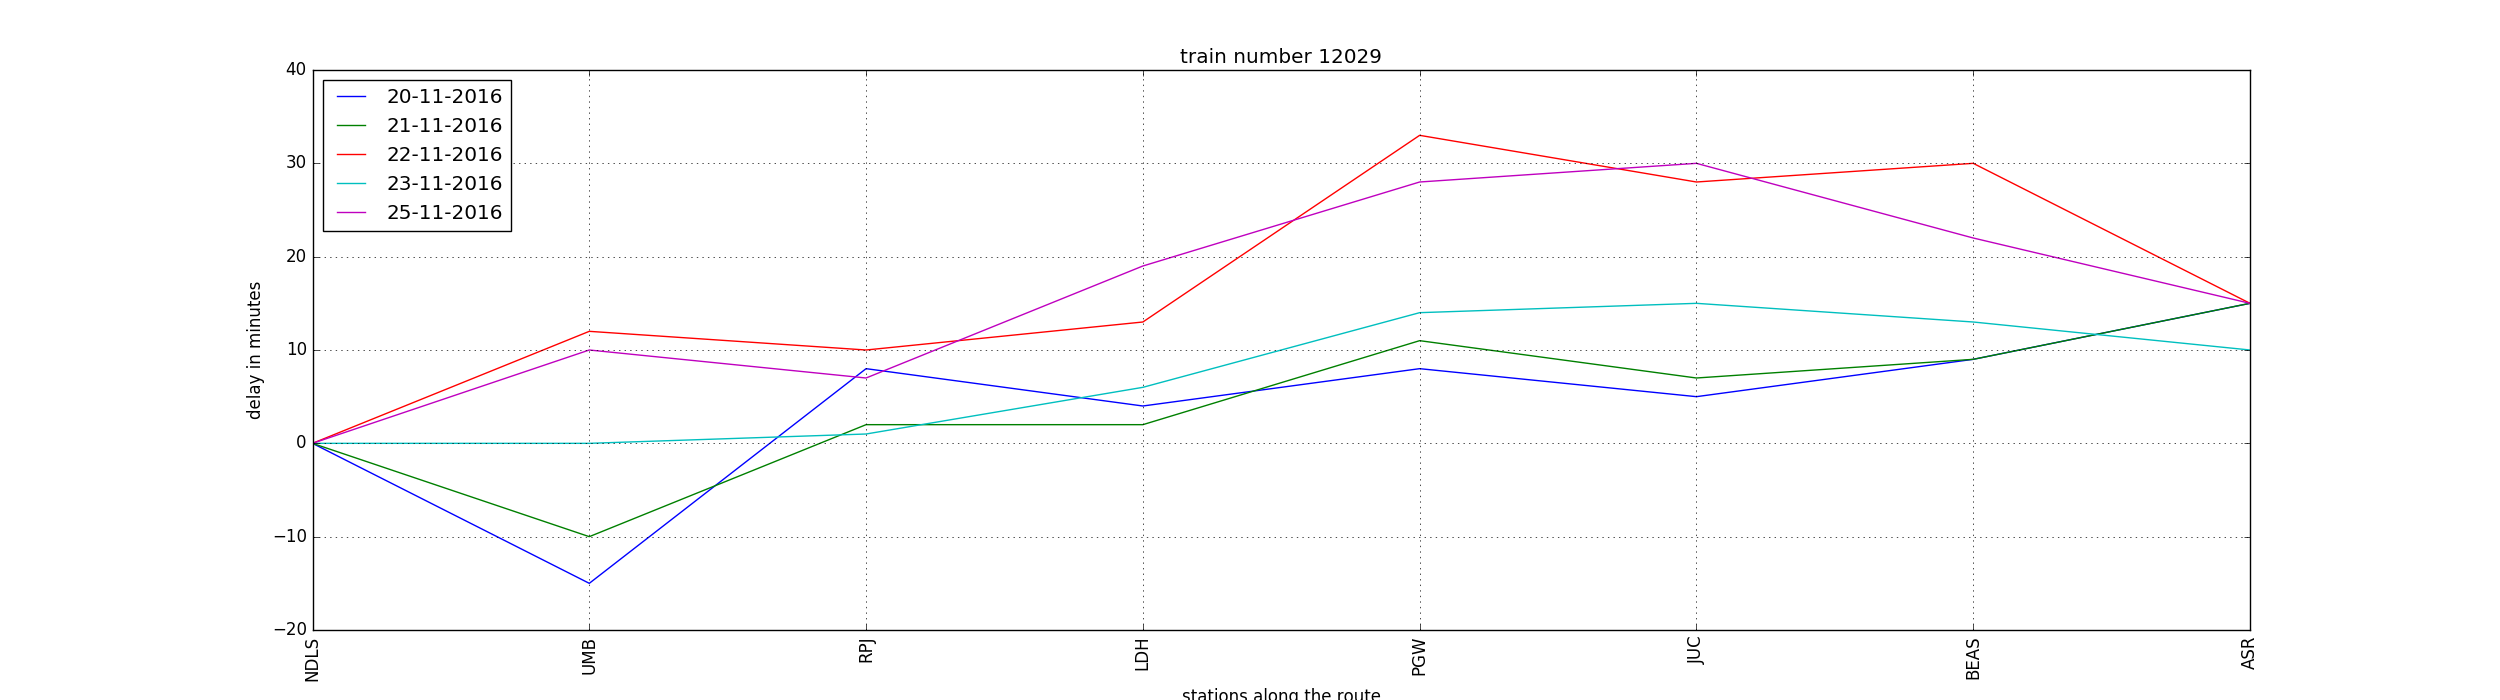 train number 12029
40
30
20
10
0
−10
−20
delay in minutes
20-11-2016
21-11-2016
22-11-2016
23-11-2016
25-11-2016
NDLS
UMB
RPJ
LDH
PGW
JUC
BEAS
ASR
stations along the route